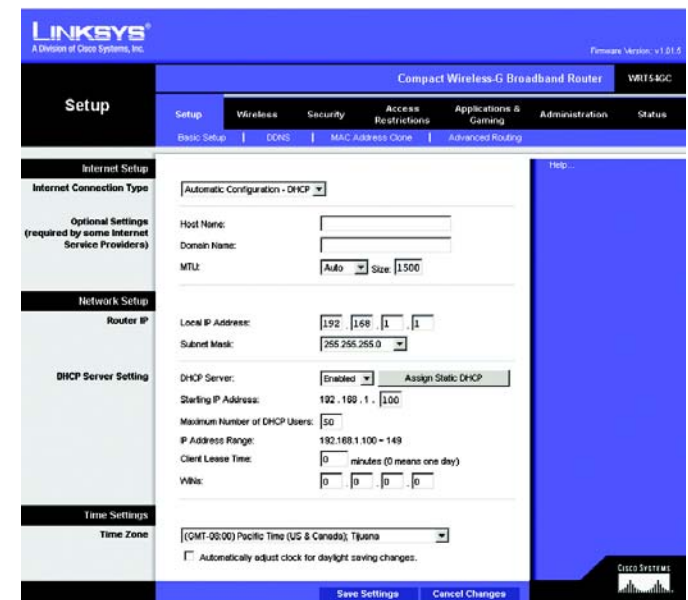 LINKSYS®
A Division of Cisco Systems, Inc.
Firmware Version: v1.01.5
Compact Wireless-G Broadband Router
WRT54GC
Setup
Setup
Wireless
Security
Access Restrictions
Applications & Gaming
Administration
Status
Basic Setup | DDNS | MAC Address Clone | Advanced Routing
Internet Setup
Help...
Internet Connection Type
Automatic Configuration - DHCP
Optional Settings
(required by some Internet
Service Providers)
Host Name:
Domain Name:
MTU:
Auto
Size: 1500
Network Setup
Router IP
Local IP Address:
192 . 168 . 1 . 1
Subnet Mask:
255.255.255.0
DHCP Server Setting
DHCP Server:
Enabled
Assign Static DHCP
Starting IP Address:
192 . 168 . 1 . 100
Maximum Number of DHCP Users: 50
IP Address Range:
192.168.1.100 ~ 149
Client Lease Time:
0 minutes (0 means one day)
WINs:
0 . 0 . 0 . 0
Time Settings
Time Zone
(GMT-08:00) Pacific Time (US & Canada); Tijuana
Automatically adjust clock for daylight saving changes.
Save Settings
Cancel Changes
CISCO SYSTEMS